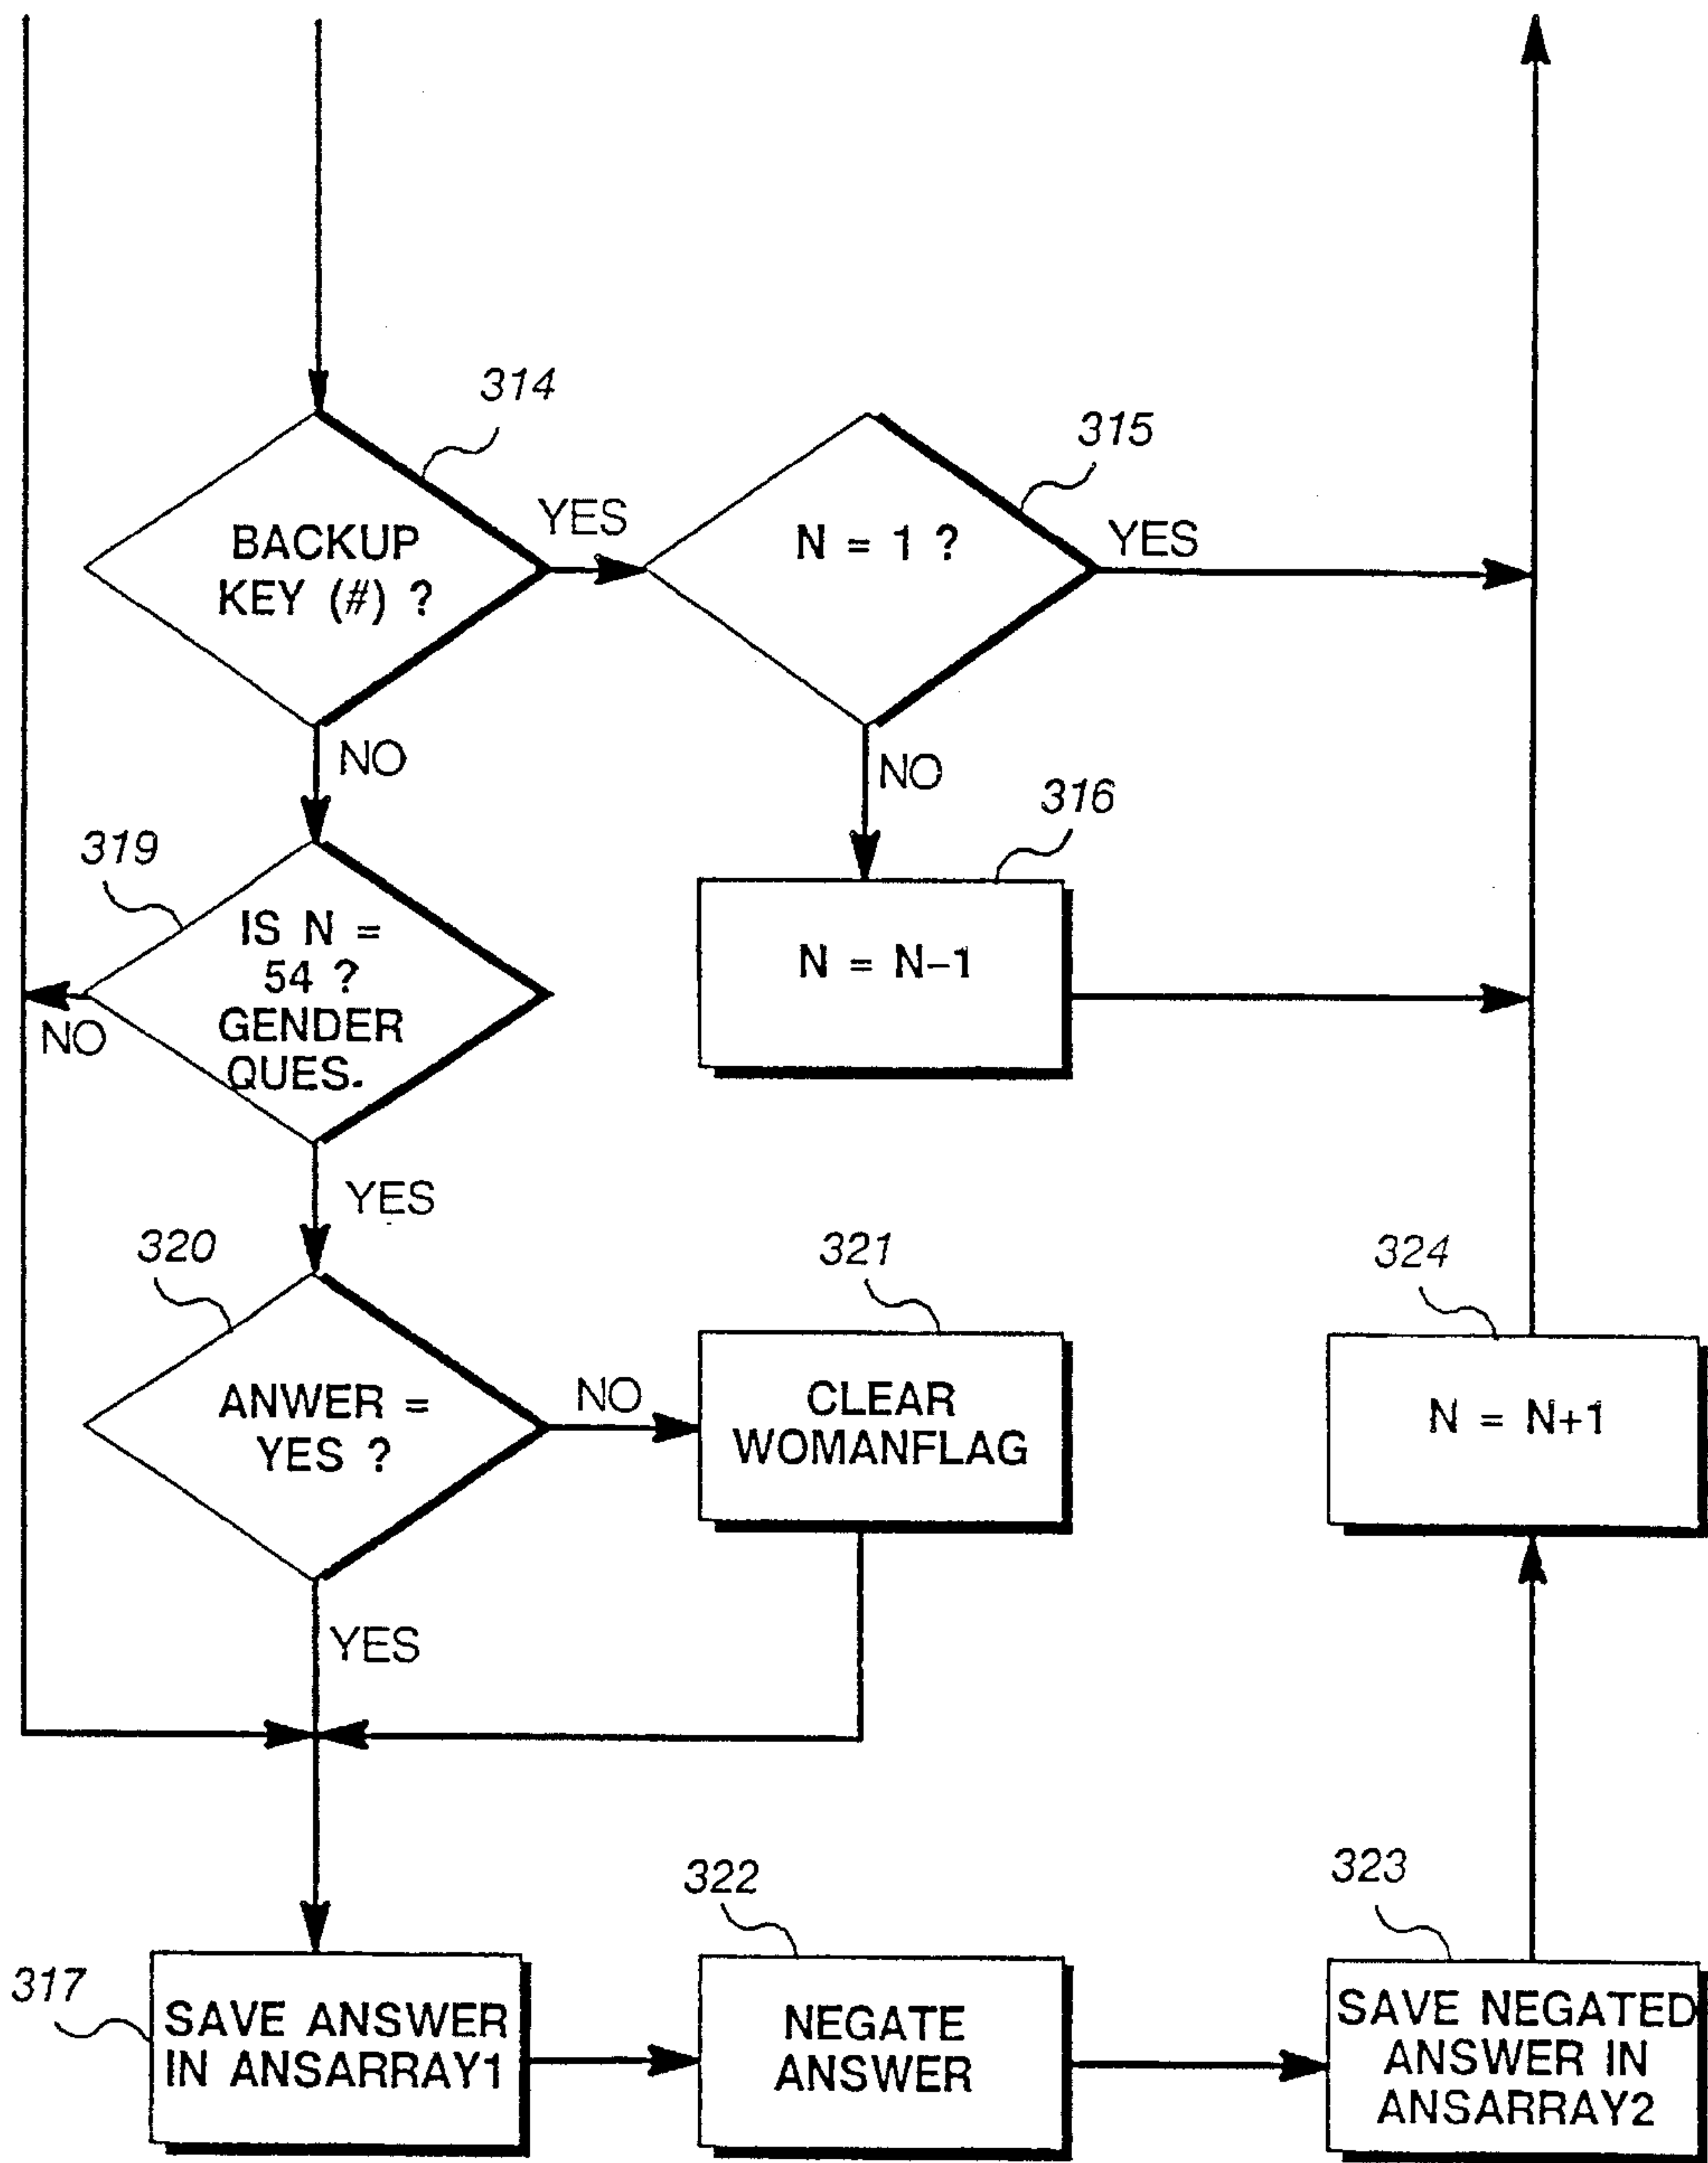 314
BACKUP
KEY (#) ?
YES
315
N = 1 ?
YES
NO
NO
316
N = N–1
319
IS N =
54 ?
GENDER
QUES.
NO
YES
320
ANWER =
YES ?
NO
321
CLEAR
WOMANFLAG
324
N = N+1
YES
317
SAVE ANSWER
IN ANSARRAY1
322
NEGATE
ANSWER
323
SAVE NEGATED
ANSWER IN
ANSARRAY2